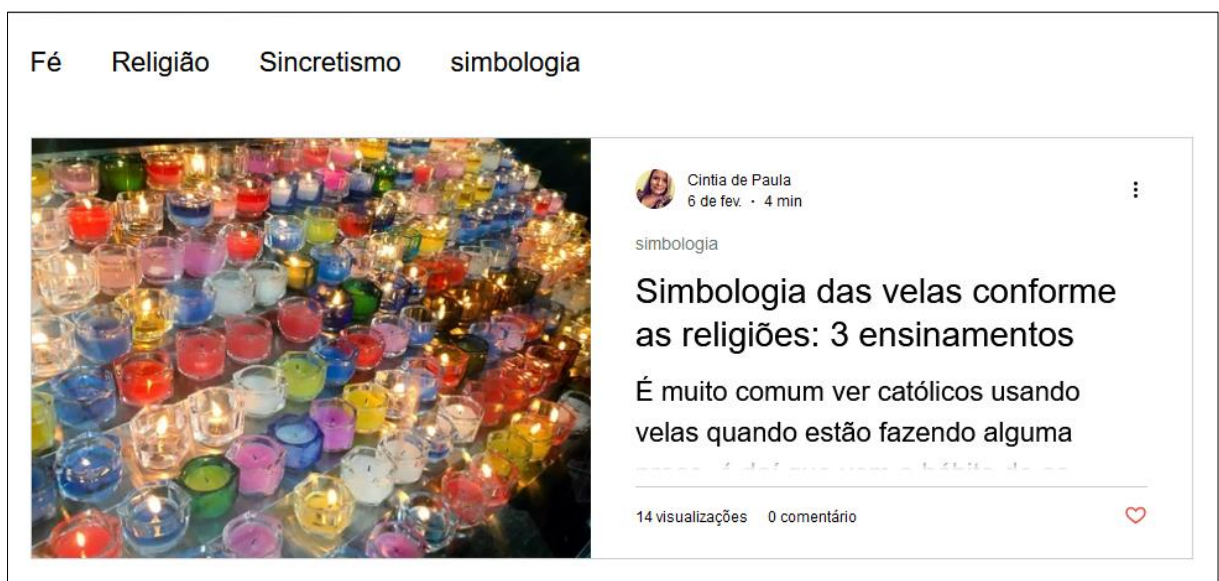 Fé Religião Sincretismo simbologia
Cintia de Paula
6 de fev. · 4 min
simbologia
Simbologia das velas conforme
as religiões: 3 ensinamentos
É muito comum ver católicos usando
velas quando estão fazendo alguma
14 visualizações 0 comentário